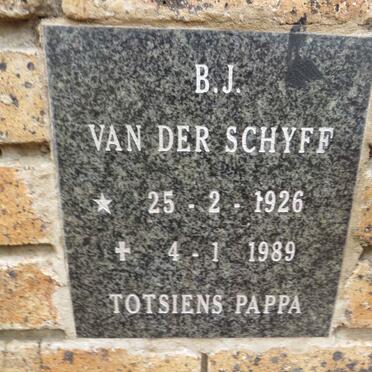 B.J.
VAN DER SCHYFF
★ 25 - 2 - 1926
✝ 4 - 1 1989
TOTSIENS PAPPA